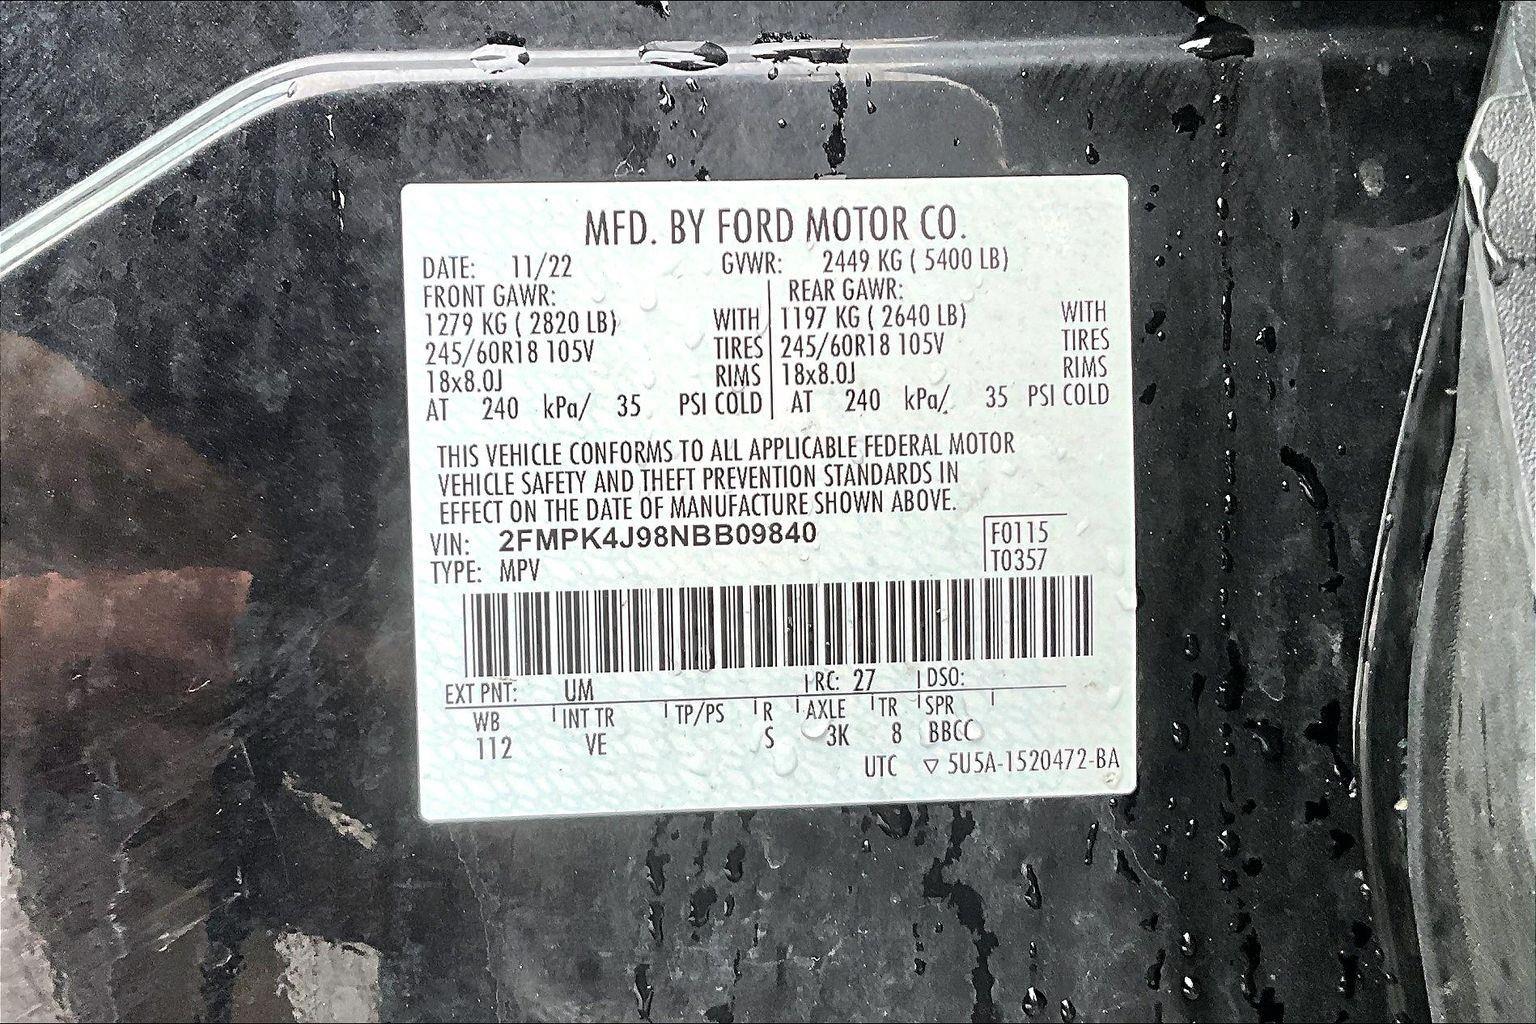 MFD. BY FORD MOTOR CO.
DATE: 11/22 GVWR: 2449 KG ( 5400 LB)
FRONT GAWR: REAR GAWR:
1279 KG ( 2820 LB) WITH 1197 KG ( 2640 LB) WITH
245/60R18 105V TIRES 245/60R18 105V TIRES
18x8.0J RIMS 18x8.0J RIMS
AT 240 kPa/ 35 PSI COLD AT 240 kPa/ 35 PSI COLD
THIS VEHICLE CONFORMS TO ALL APPLICABLE FEDERAL MOTOR
VEHICLE SAFETY AND THEFT PREVENTION STANDARDS IN
EFFECT ON THE DATE OF MANUFACTURE SHOWN ABOVE.
VIN: 2FMPK4J98NBB09840 F0115
TYPE: MPV T0357
EXT PNT: UM RC: 27 DSO:
WB INT TR TP/PS R AXLE TR SPR
112 VE S 3K 8 BBCC
UTC ▽ 5U5A-1520472-BA